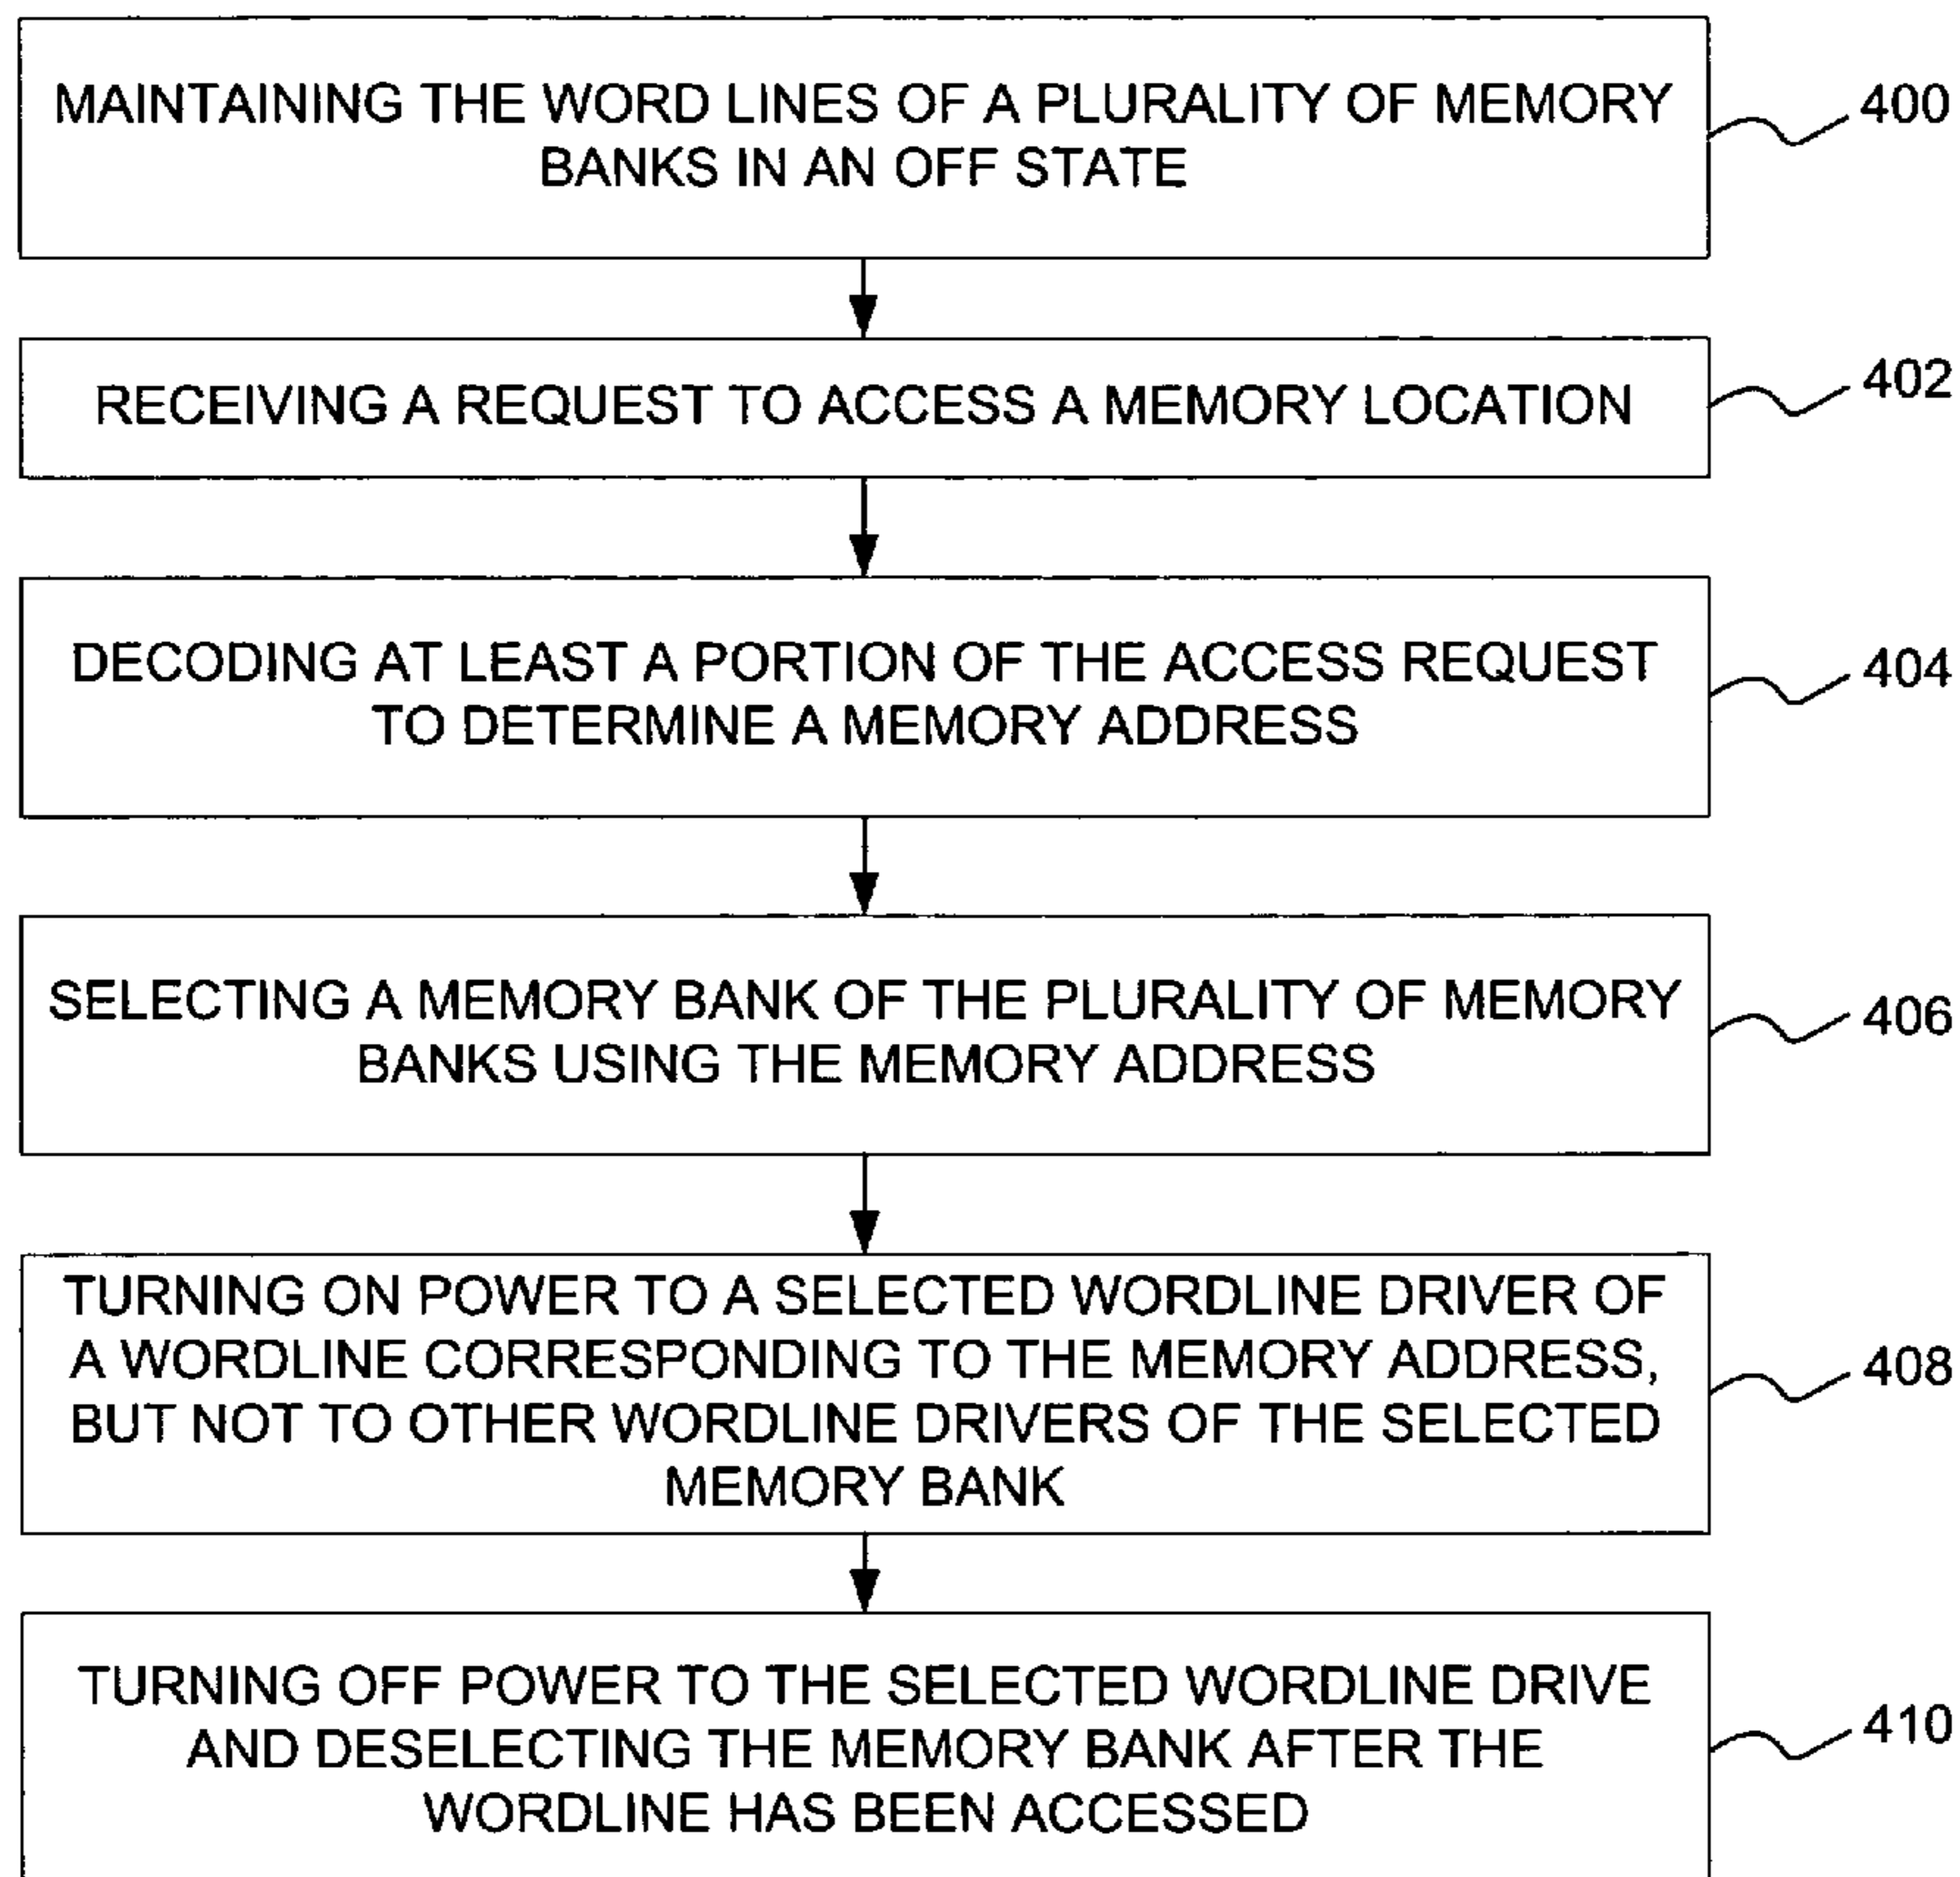 MAINTAINING THE WORD LINES OF A PLURALITY OF MEMORY
BANKS IN AN OFF STATE
400
RECEIVING A REQUEST TO ACCESS A MEMORY LOCATION
402
DECODING AT LEAST A PORTION OF THE ACCESS REQUEST
TO DETERMINE A MEMORY ADDRESS
404
SELECTING A MEMORY BANK OF THE PLURALITY OF MEMORY
BANKS USING THE MEMORY ADDRESS
406
TURNING ON POWER TO A SELECTED WORDLINE DRIVER OF
A WORDLINE CORRESPONDING TO THE MEMORY ADDRESS,
BUT NOT TO OTHER WORDLINE DRIVERS OF THE SELECTED
MEMORY BANK
408
TURNING OFF POWER TO THE SELECTED WORDLINE DRIVE
AND DESELECTING THE MEMORY BANK AFTER THE
WORDLINE HAS BEEN ACCESSED
410